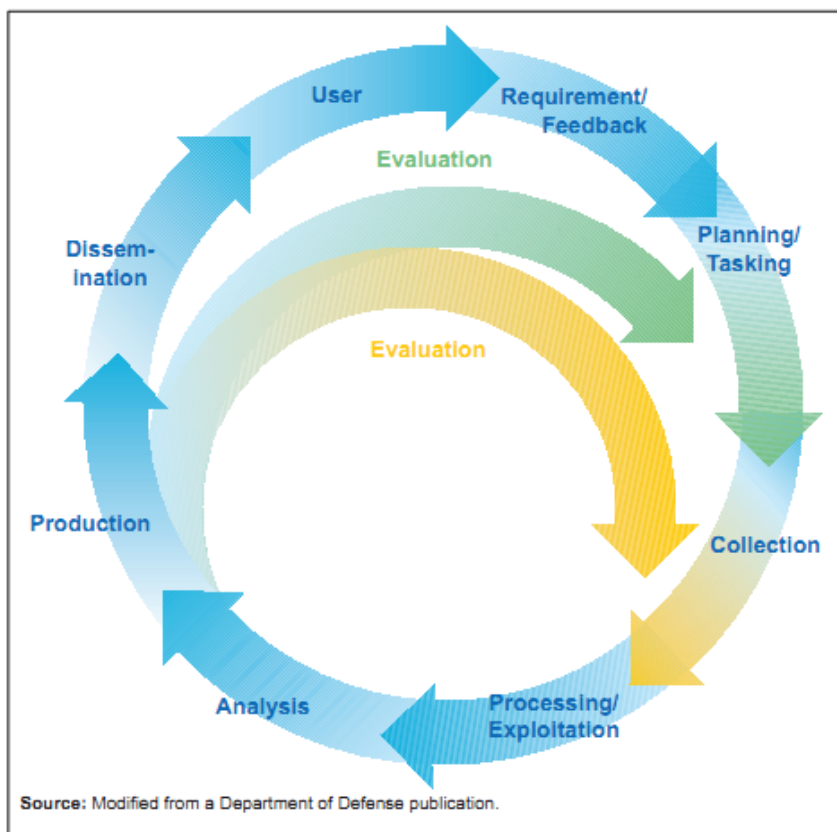 User
Requirement/
Feedback
Evaluation
Planning/
Tasking
Dissem-
ination
Evaluation
Production
Collection
Processing/
Exploitation
Analysis
Source: Modified from a Department of Defense publication.